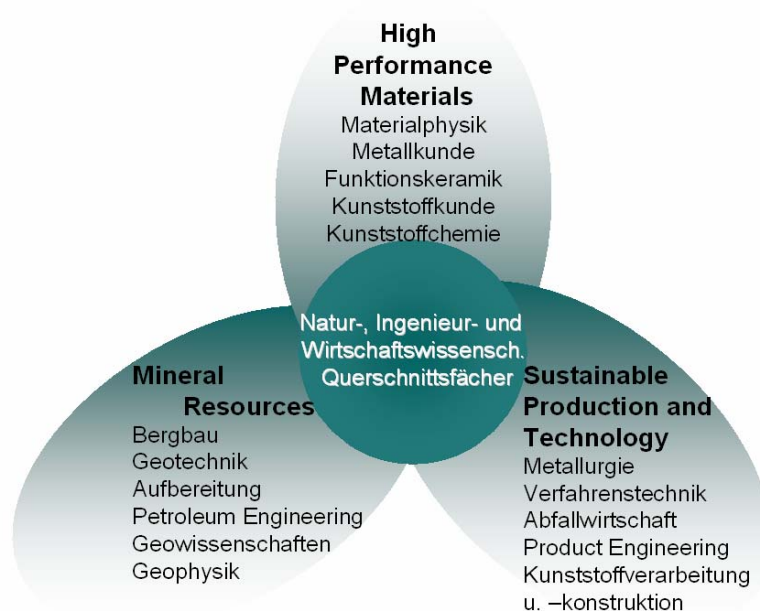 High
Performance
Materials
Materialphysik
Metallkunde
Funktionskeramik
Kunststoffkunde
Kunststoffchemie
Natur-, Ingenieur- und
Wirtschaftswissensch.
Querschnittsfächer
Mineral
Resources
Bergbau
Geotechnik
Aufbereitung
Petroleum Engineering
Geowissenschaften
Geophysik
Sustainable
Production and
Technology
Metallurgie
Verfahrenstechnik
Abfallwirtschaft
Product Engineering
Kunststoffverarbeitung
u. –konstruktion